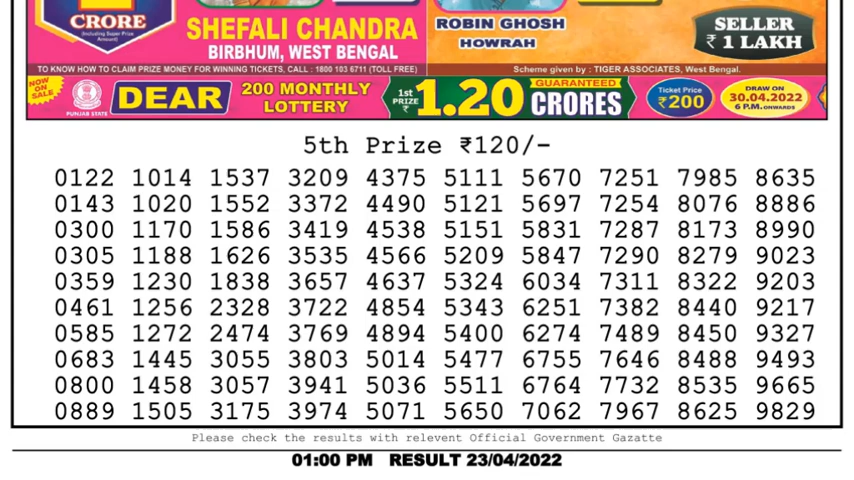 CRORE
(Including Super Prize Amount)
SHEFALI CHANDRA
BIRBHUM, WEST BENGAL
ROBIN GHOSH
HOWRAH
SELLER
₹ 1 LAKH
TO KNOW HOW TO CLAIM PRIZE MONEY FOR WINNING TICKETS, CALL : 1800 103 6711 (TOLL FREE)
Scheme given by : TIGER ASSOCIATES, West Bengal.
NOW ON SALE
PUNJAB STATE
DEAR
200 MONTHLY
LOTTERY
1st PRIZE ₹
1.20
GUARANTEED
CRORES
Ticket Price
₹200
DRAW ON
30.04.2022
6 P.M. ONWARDS
5th Prize ₹120/-
0122 1014 1537 3209 4375 5111 5670 7251 7985 8635
0143 1020 1552 3372 4490 5121 5697 7254 8076 8886
0300 1170 1586 3419 4538 5151 5831 7287 8173 8990
0305 1188 1626 3535 4566 5209 5847 7290 8279 9023
0359 1230 1838 3657 4637 5324 6034 7311 8322 9203
0461 1256 2328 3722 4854 5343 6251 7382 8440 9217
0585 1272 2474 3769 4894 5400 6274 7489 8450 9327
0683 1445 3055 3803 5014 5477 6755 7646 8488 9493
0800 1458 3057 3941 5036 5511 6764 7732 8535 9665
0889 1505 3175 3974 5071 5650 7062 7967 8625 9829
Please check the results with relevent Official Government Gazatte
01:00 PM RESULT 23/04/2022